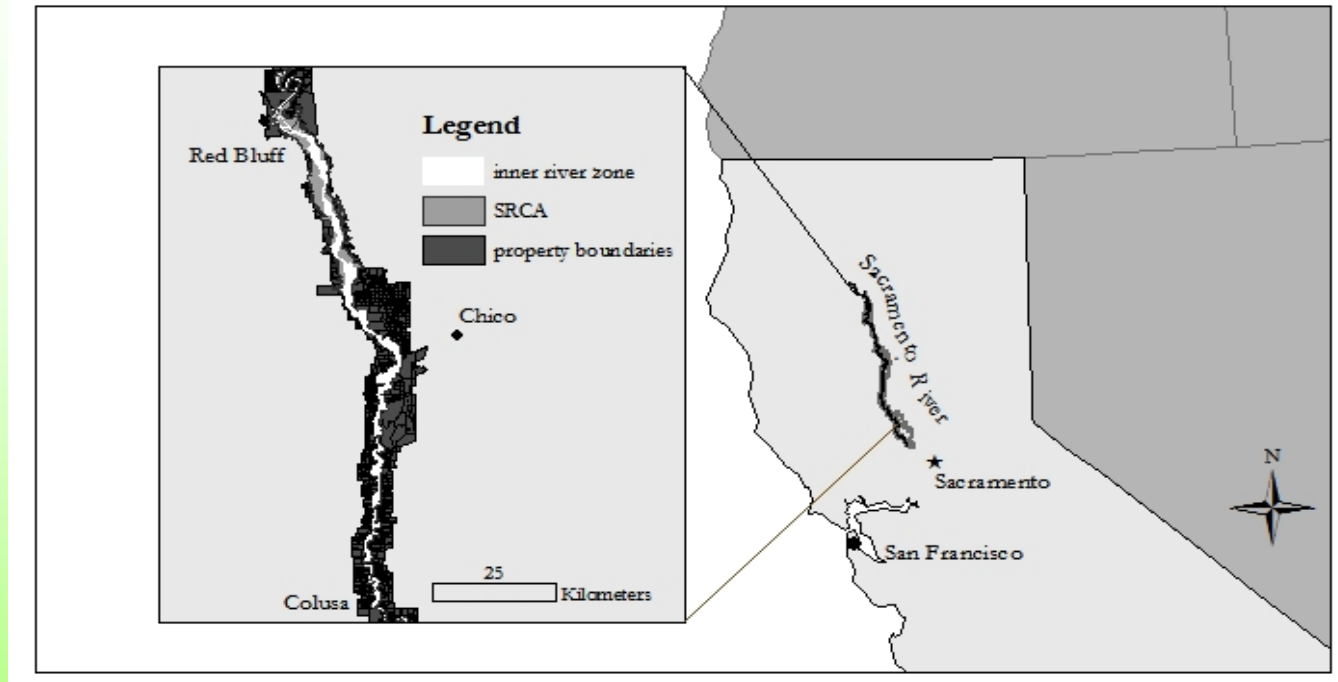 Red Bluff
Legend
inner river zone
SRCA
property boundaries
Chico
25
Kilometers
Colusa
Sacramento River
Sacramento
San Francisco
N